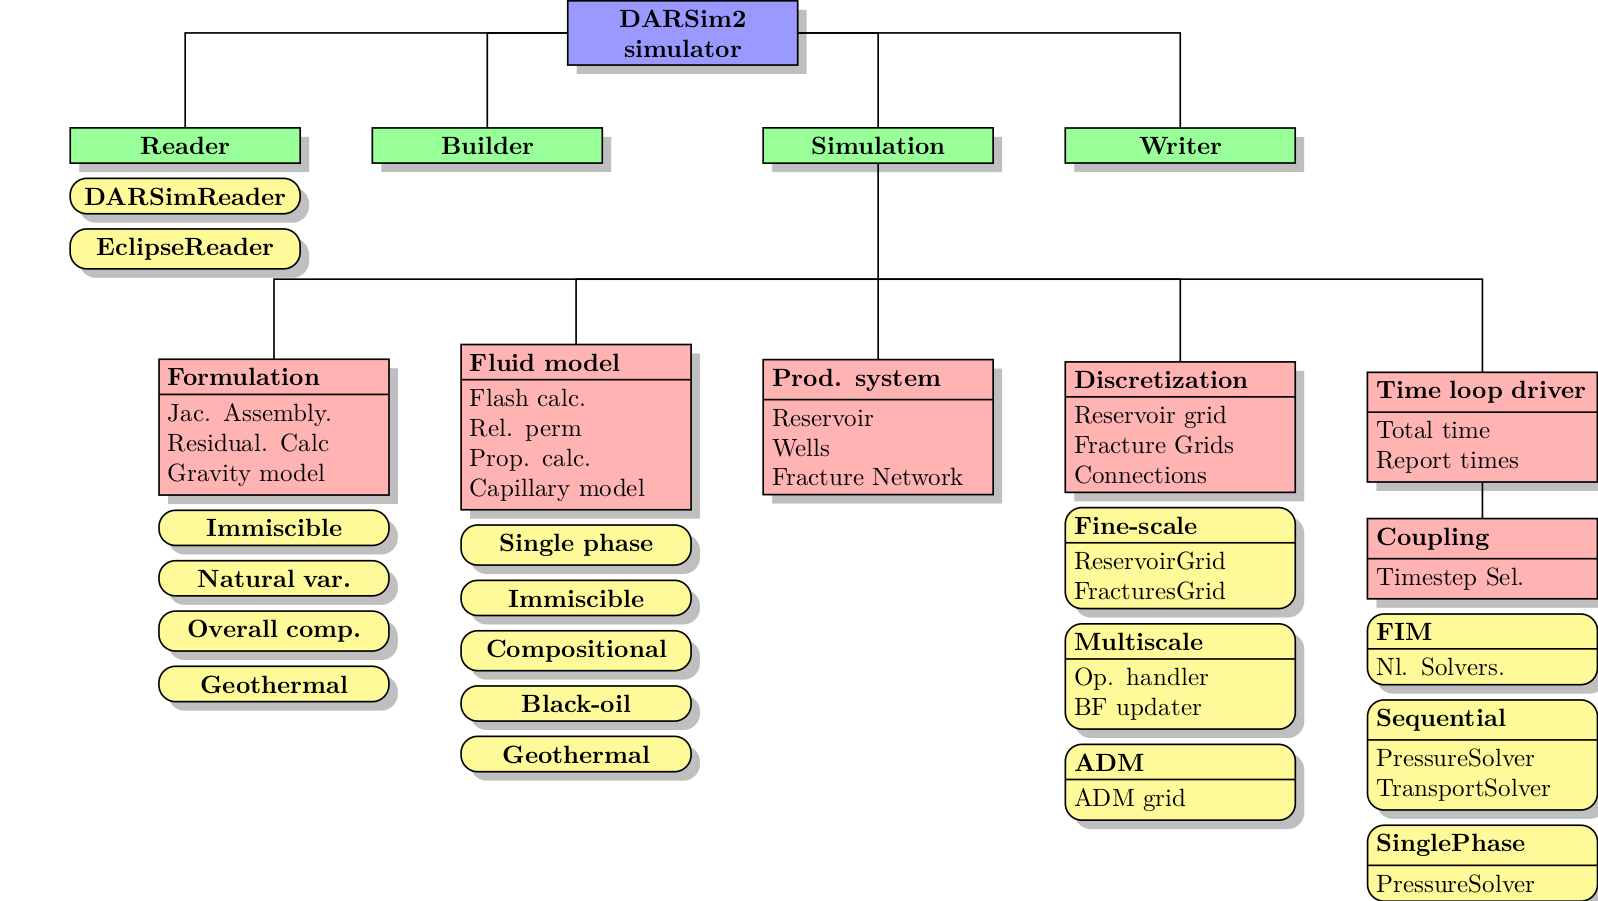 DARSim2
simulator
Reader
Builder
Simulation
Writer
DARSimReader
EclipseReader
Formulation
Jac. Assembly.
Residual. Calc
Gravity model
Immiscible
Natural var.
Overall comp.
Geothermal
Fluid model
Flash calc.
Rel. perm
Prop. calc.
Capillary model
Single phase
Immiscible
Compositional
Black-oil
Geothermal
Prod. system
Reservoir
Wells
Fracture Network
Discretization
Reservoir grid
Fracture Grids
Connections
Fine-scale
ReservoirGrid
FracturesGrid
Multiscale
Op. handler
BF updater
ADM
ADM grid
Time loop driver
Total time
Report times
Coupling
Timestep Sel.
FIM
Nl. Solvers.
Sequential
PressureSolver
TransportSolver
SinglePhase
PressureSolver